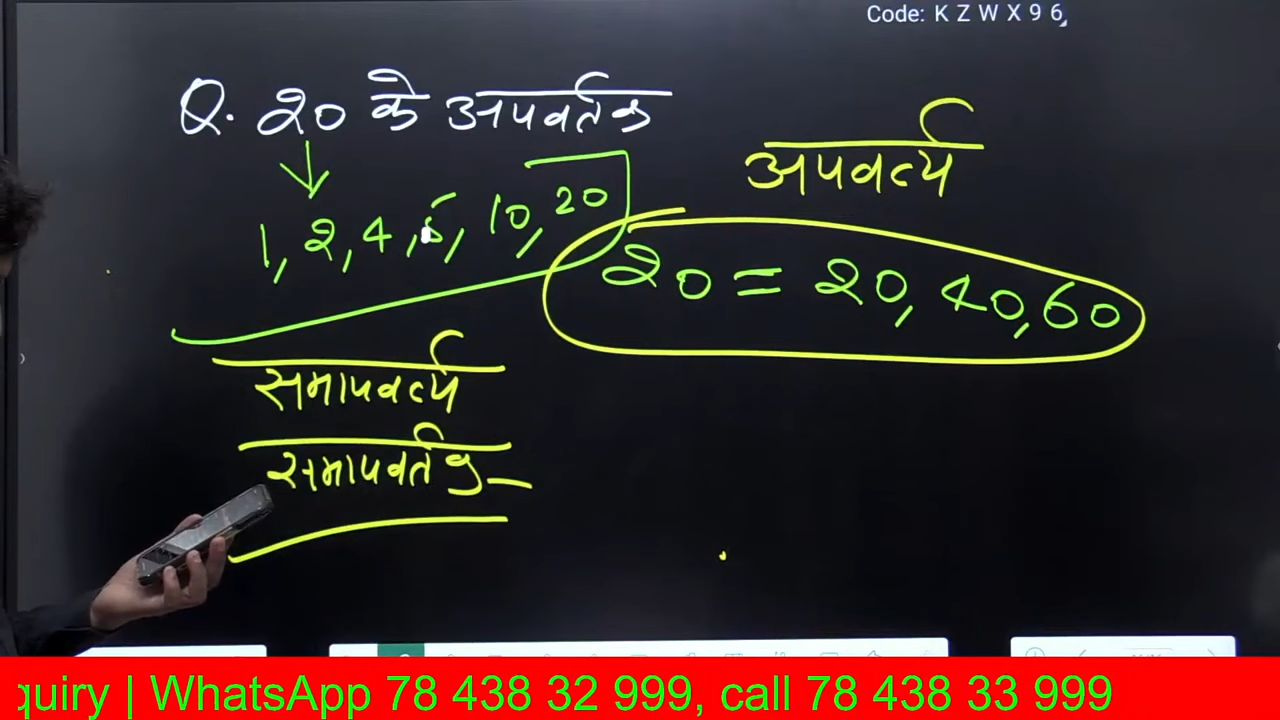 Code: K Z W X 9 6
Q. 20 के अपवर्तक
अपवर्त्य
1, 2, 4, 5, 10, 20
20 = 20, 40, 60
समापवर्त्य
समापवर्तक
quiry | WhatsApp 78 438 32 999, call 78 438 33 999